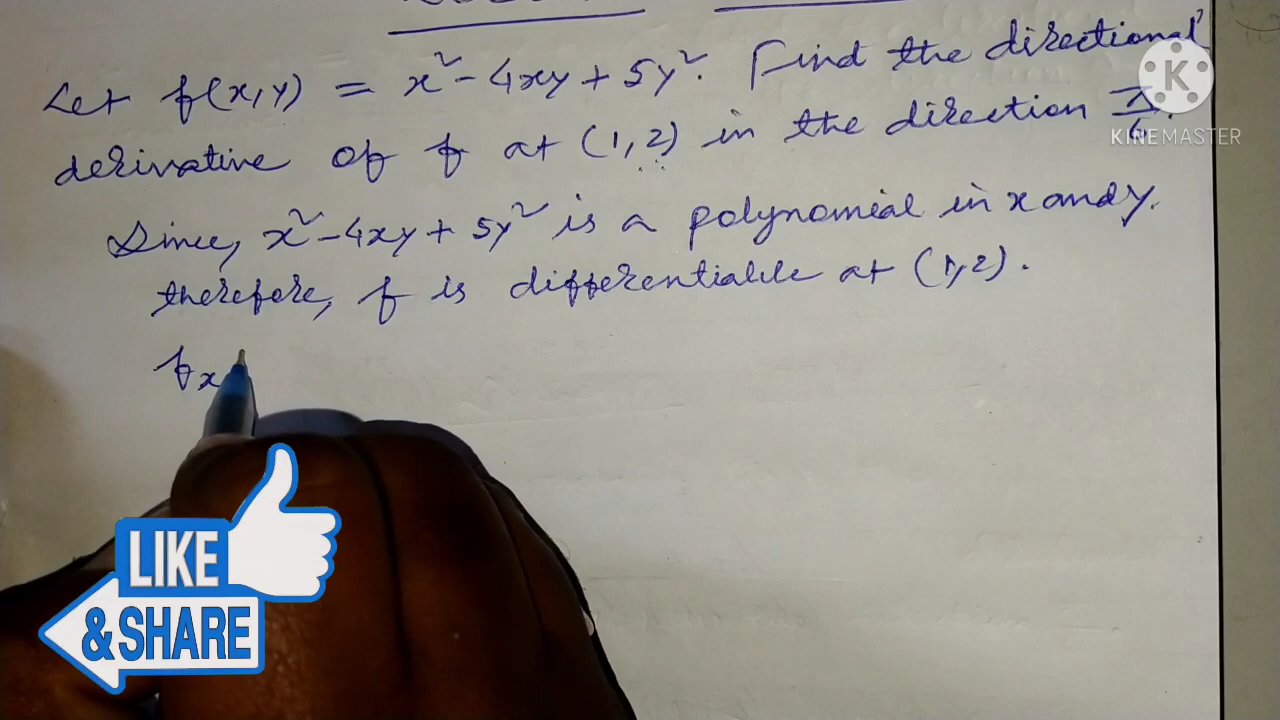 Let f(x,y) = x² - 4xy + 5y². Find the directional
derivative of f at (1,2) in the direction π/6.
Since, x² - 4xy + 5y² is a polynomial in x and y.
therefore, f is differentiable at (1,2).
fx
K
KINEMASTER
LIKE
& SHARE